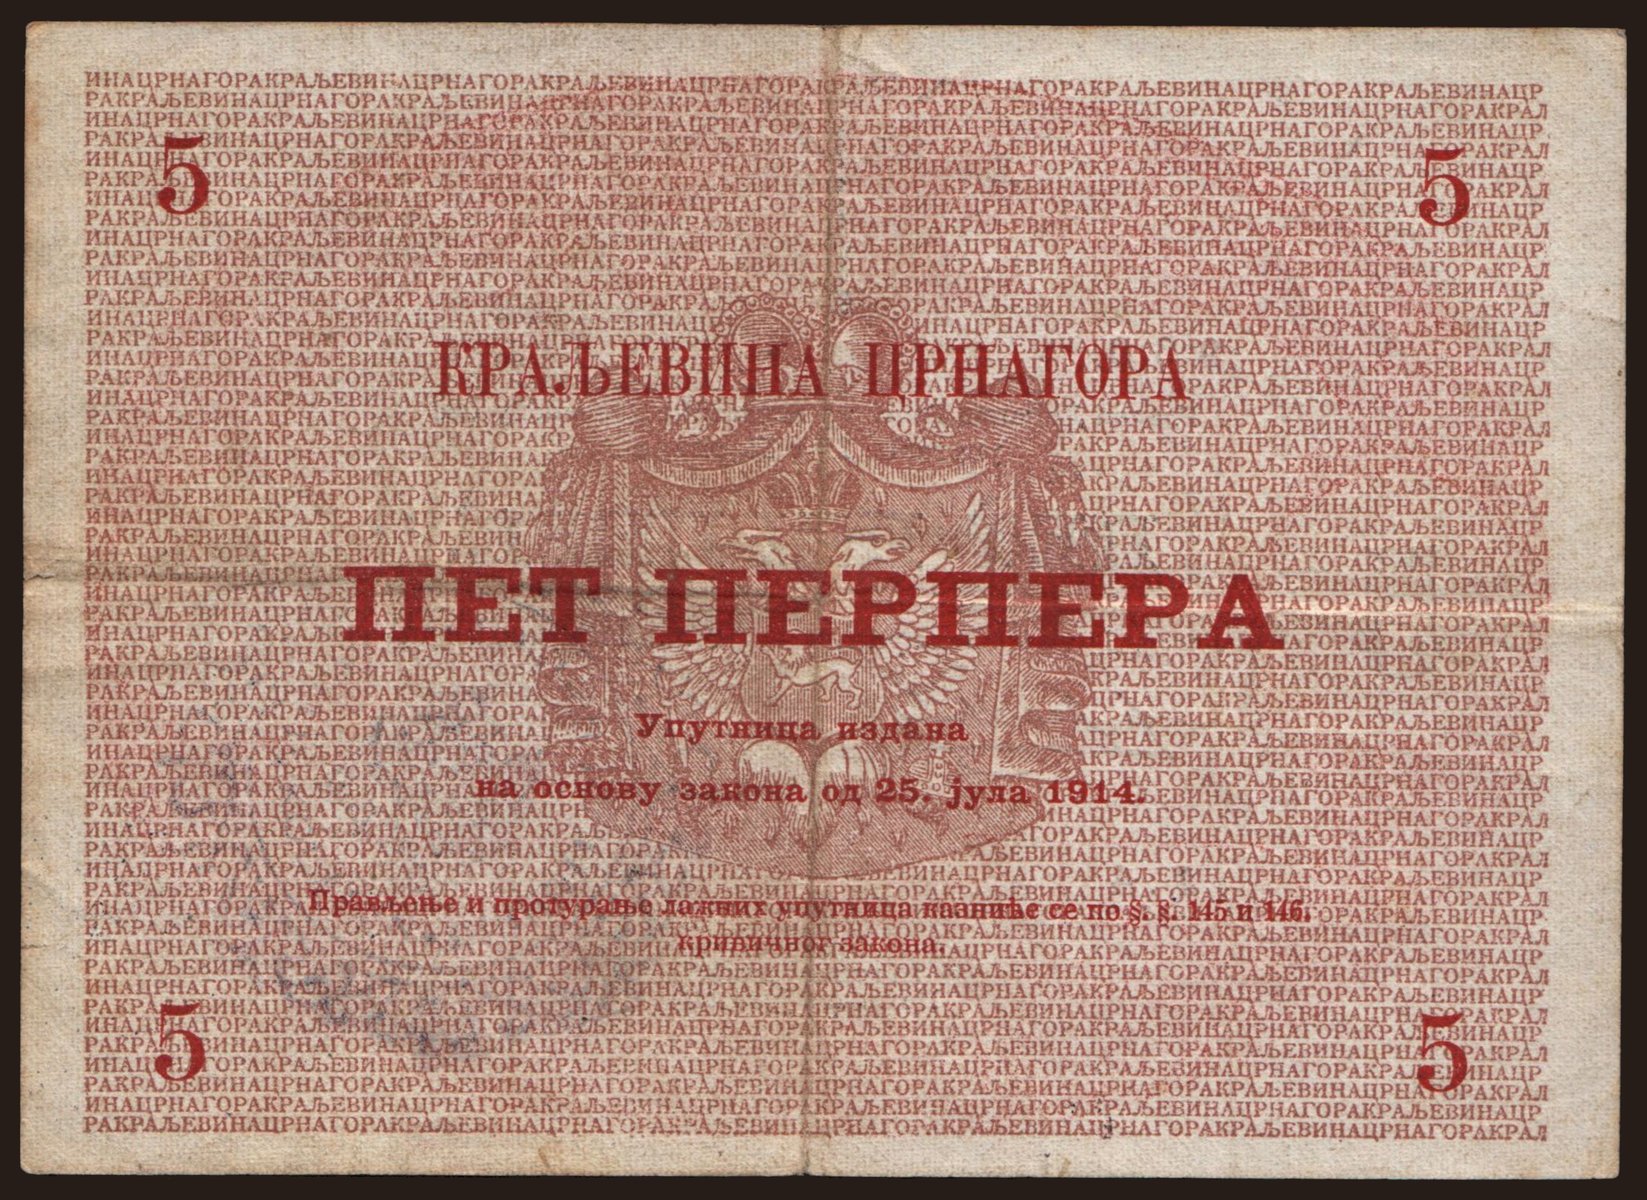 5 5
КРАЉЕВИНА ЦРНАГОРА
ПЕТ ПЕРПЕРА
Упутница издана
на основу закона од 25. јула 1914.
Прављење и протурање лажних упутница казниће се по §. §. 145 и 146.
кривичног закона.
5 5